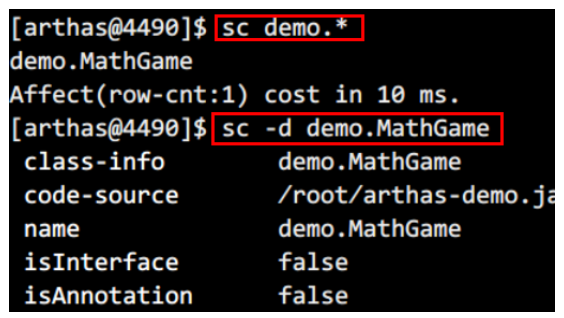 [arthas@4490]$ sc demo.*
demo.MathGame
Affect(row-cnt:1) cost in 10 ms.
[arthas@4490]$ sc -d demo.MathGame
class-info demo.MathGame
code-source /root/arthas-demo.ja
name demo.MathGame
isInterface false
isAnnotation false